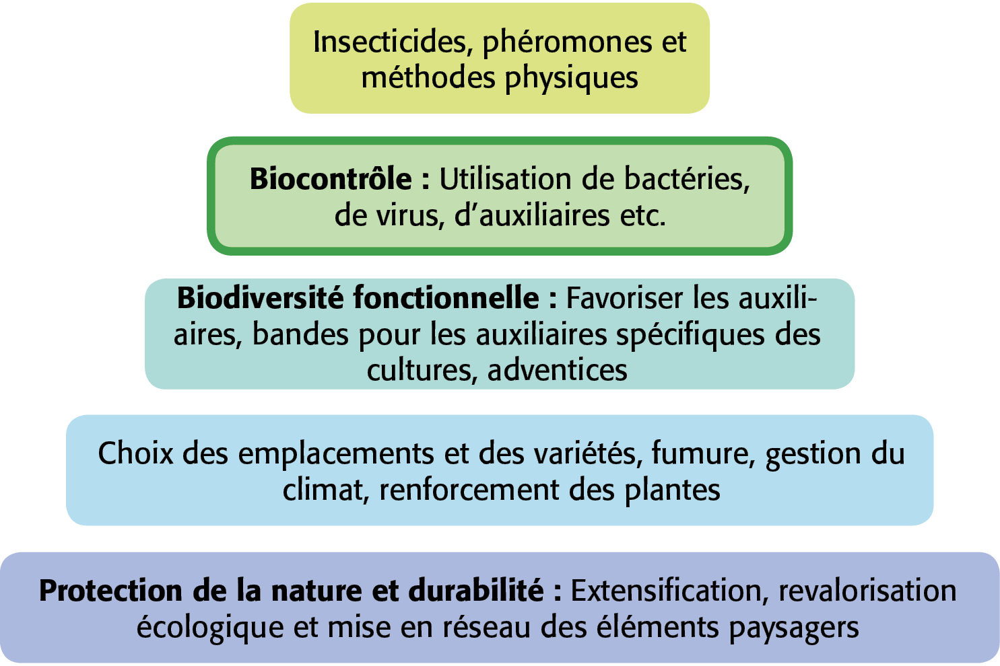 Insecticides, phéromones et
méthodes physiques
Biocontrôle : Utilisation de bactéries,
de virus, d’auxiliaires etc.
Biodiversité fonctionnelle : Favoriser les auxili-
aires, bandes pour les auxiliaires spécifiques des
cultures, adventices
Choix des emplacements et des variétés, fumure, gestion du
climat, renforcement des plantes
Protection de la nature et durabilité : Extensification, revalorisation
écologique et mise en réseau des éléments paysagers